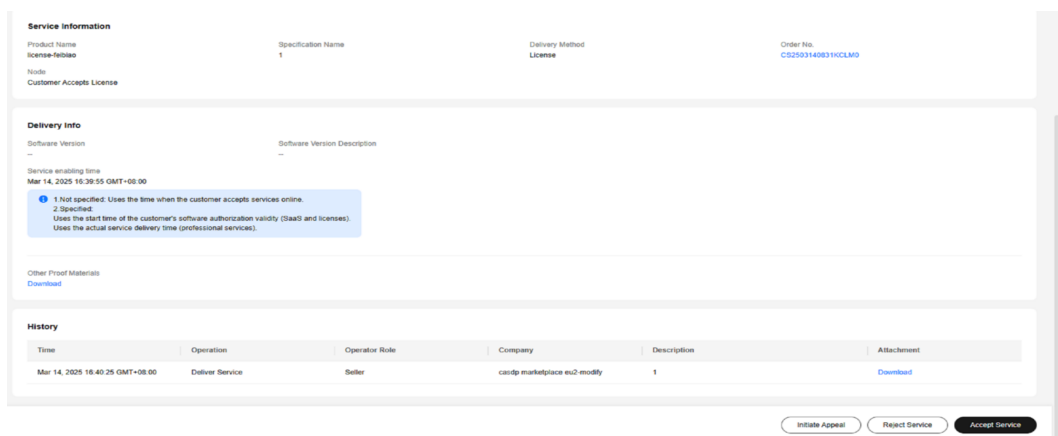 Service Information
Product Name
license-feibiao
Specification Name
1
Delivery Method
License
Order No.
CS2503140831KCLM0
Node
Customer Accepts License
Delivery Info
Software Version
--
Software Version Description
--
Service enabling time
Mar 14, 2025 16:39:55 GMT+08:00
1.Not specified: Uses the time when the customer accepts services online.
2.Specified:
Uses the start time of the customer's software authorization validity (SaaS and licenses).
Uses the actual service delivery time (professional services).
Other Proof Materials
Download
History
Time Operation Operator Role Company Description Attachment
Mar 14, 2025 16:40:25 GMT+08:00 Deliver Service Seller casdp marketplace eu2-modify 1 Download
Initiate Appeal Reject Service Accept Service